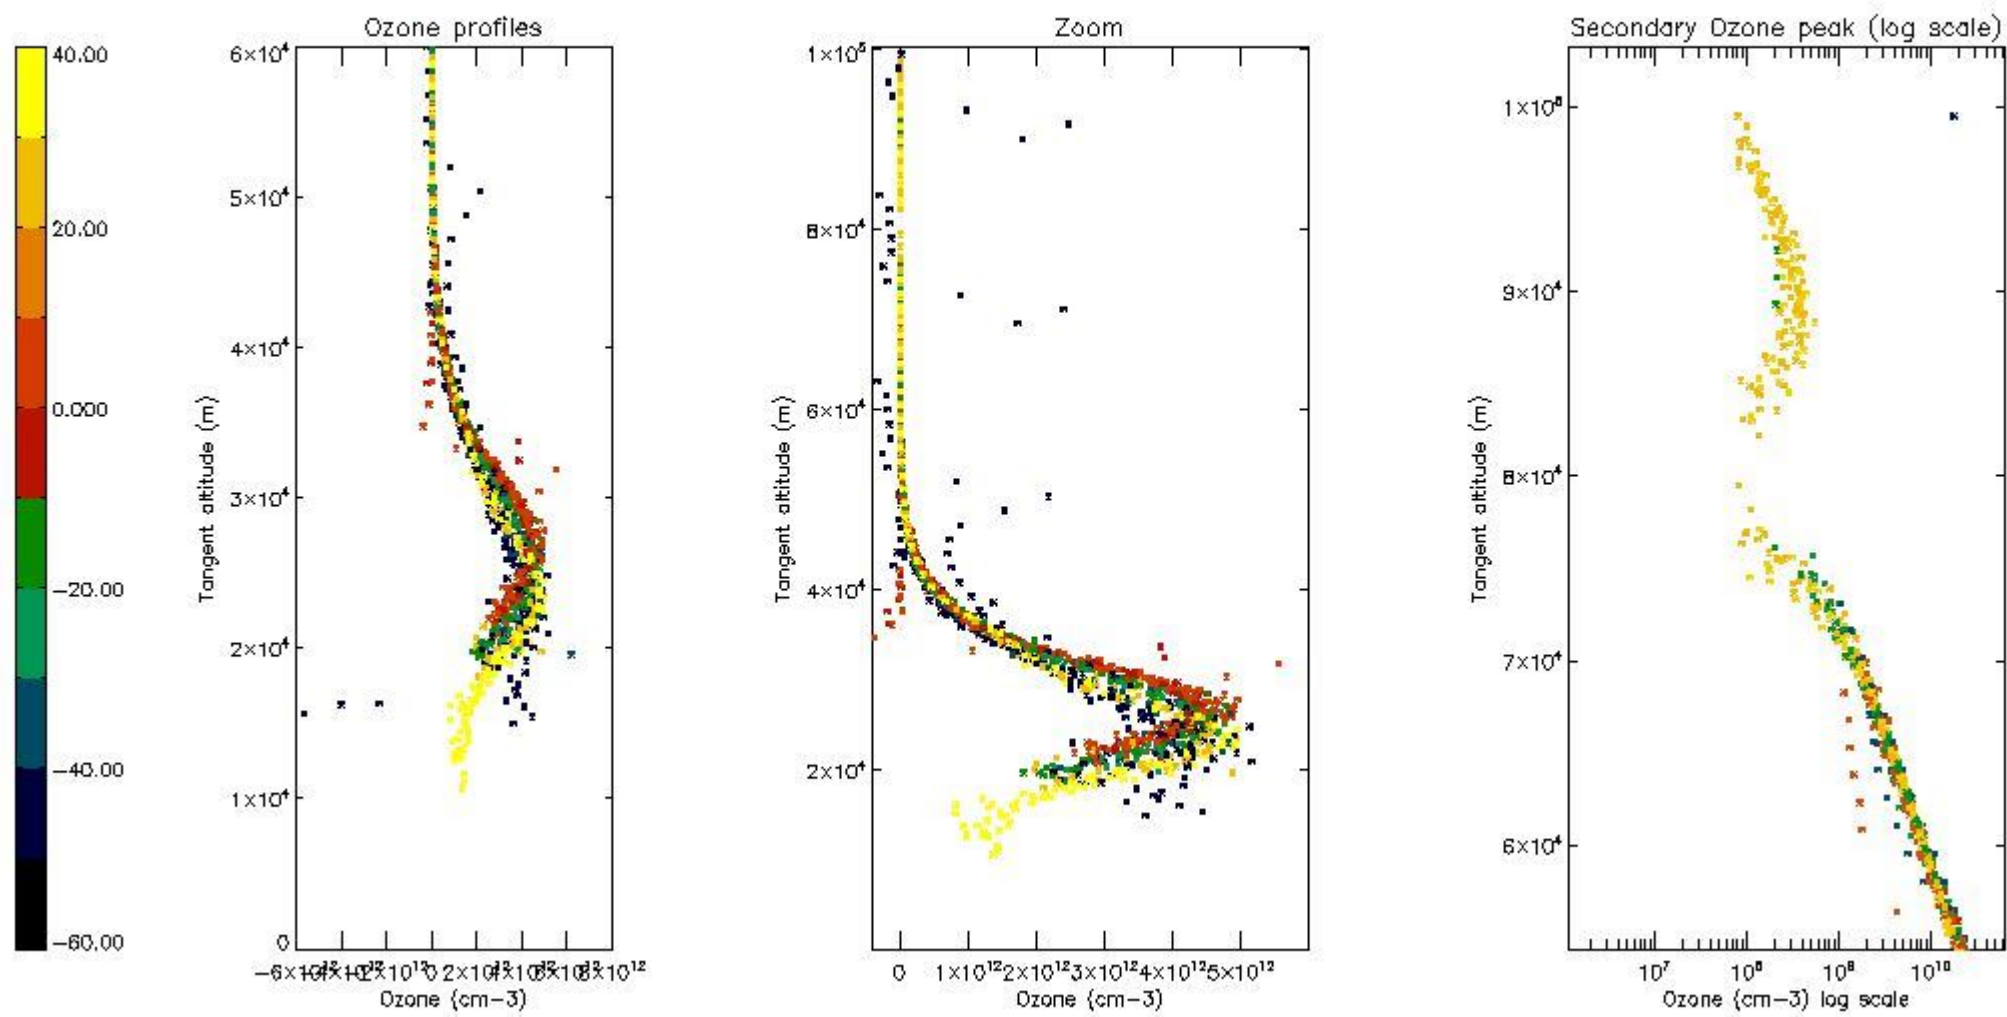 Ozone profiles
Zoom
Secondary Ozone peak (log scale)
40.00
20.00
0.000
−20.00
−40.00
−60.00
Tangent altitude (m)
6×10⁴
5×10⁴
4×10⁴
3×10⁴
2×10⁴
1×10⁴
0
0
Ozone (cm−3)
Tangent altitude (m)
1×10⁵
8×10⁴
6×10⁴
4×10⁴
2×10⁴
0 1×10¹² 2×10¹² 3×10¹² 4×10¹² 5×10¹²
Ozone (cm−3)
Tangent altitude (m)
9×10⁴
8×10⁴
7×10⁴
6×10⁴
10⁷ 10⁸ 10⁹ 10¹⁰
Ozone (cm−3) log scale